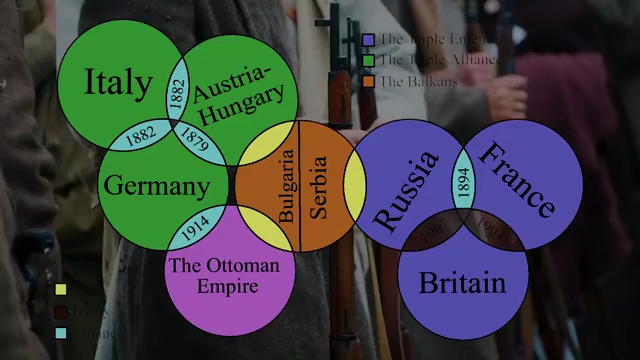 The Triple Entente
The Triple Alliance
The Balkans
Italy
1882
Austria-
Hungary
1882
1879
Germany
Bulgaria
Serbia
Russia
1894
France
1914
The Ottoman
Empire
1904
Britain